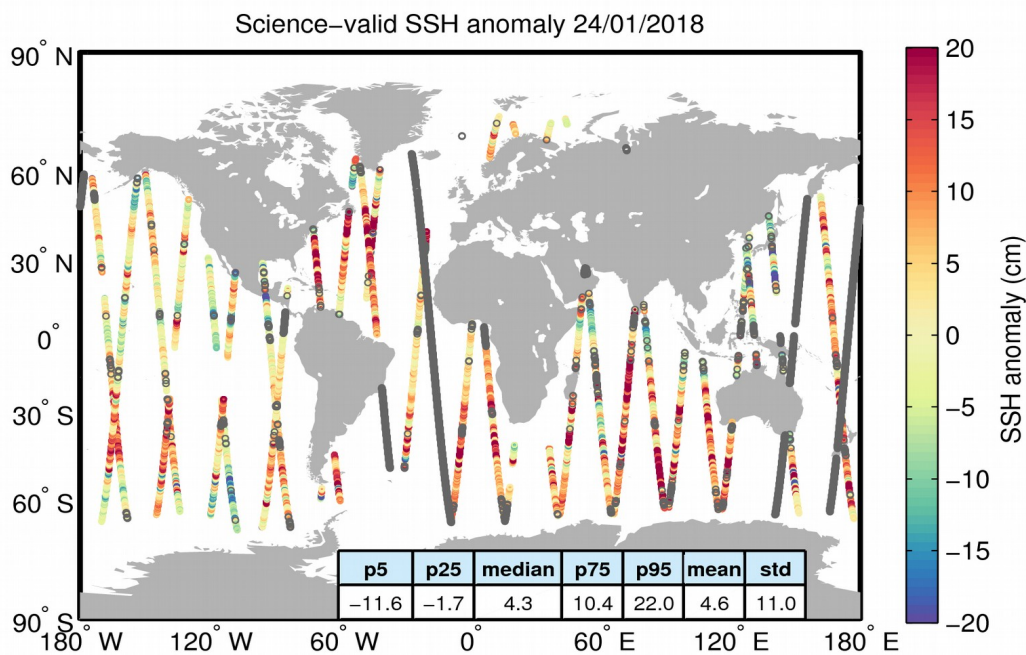 Science−valid SSH anomaly 24/01/2018
90° N
60° N
30° N
0°
30° S
60° S
90° S
180° W
120° W
60° W
0°
60° E
120° E
180° E
p5 p25 median p75 p95 mean std
−11.6 −1.7 4.3 10.4 22.0 4.6 11.0
20
15
10
5
0
−5
−10
−15
−20
SSH anomaly (cm)